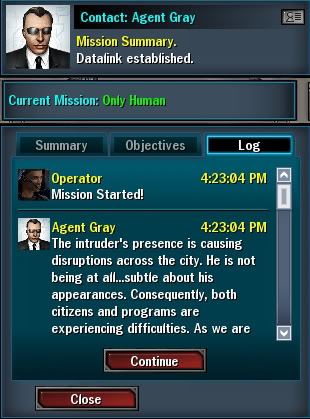 Contact: Agent Gray
Mission Summary.
Datalink established.
Current Mission: Only Human
Summary
Objectives
Log
Operator 4:23:04 PM
Mission Started!
Agent Gray 4:23:04 PM
The intruder's presence is causing
disruptions across the city. He is not
being at all...subtle about his
appearances. Consequently, both
citizens and programs are
experiencing difficulties. As we are
Continue
Close